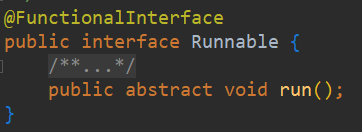 @FunctionalInterface
public interface Runnable {
    /**...*/
    public abstract void run();
}